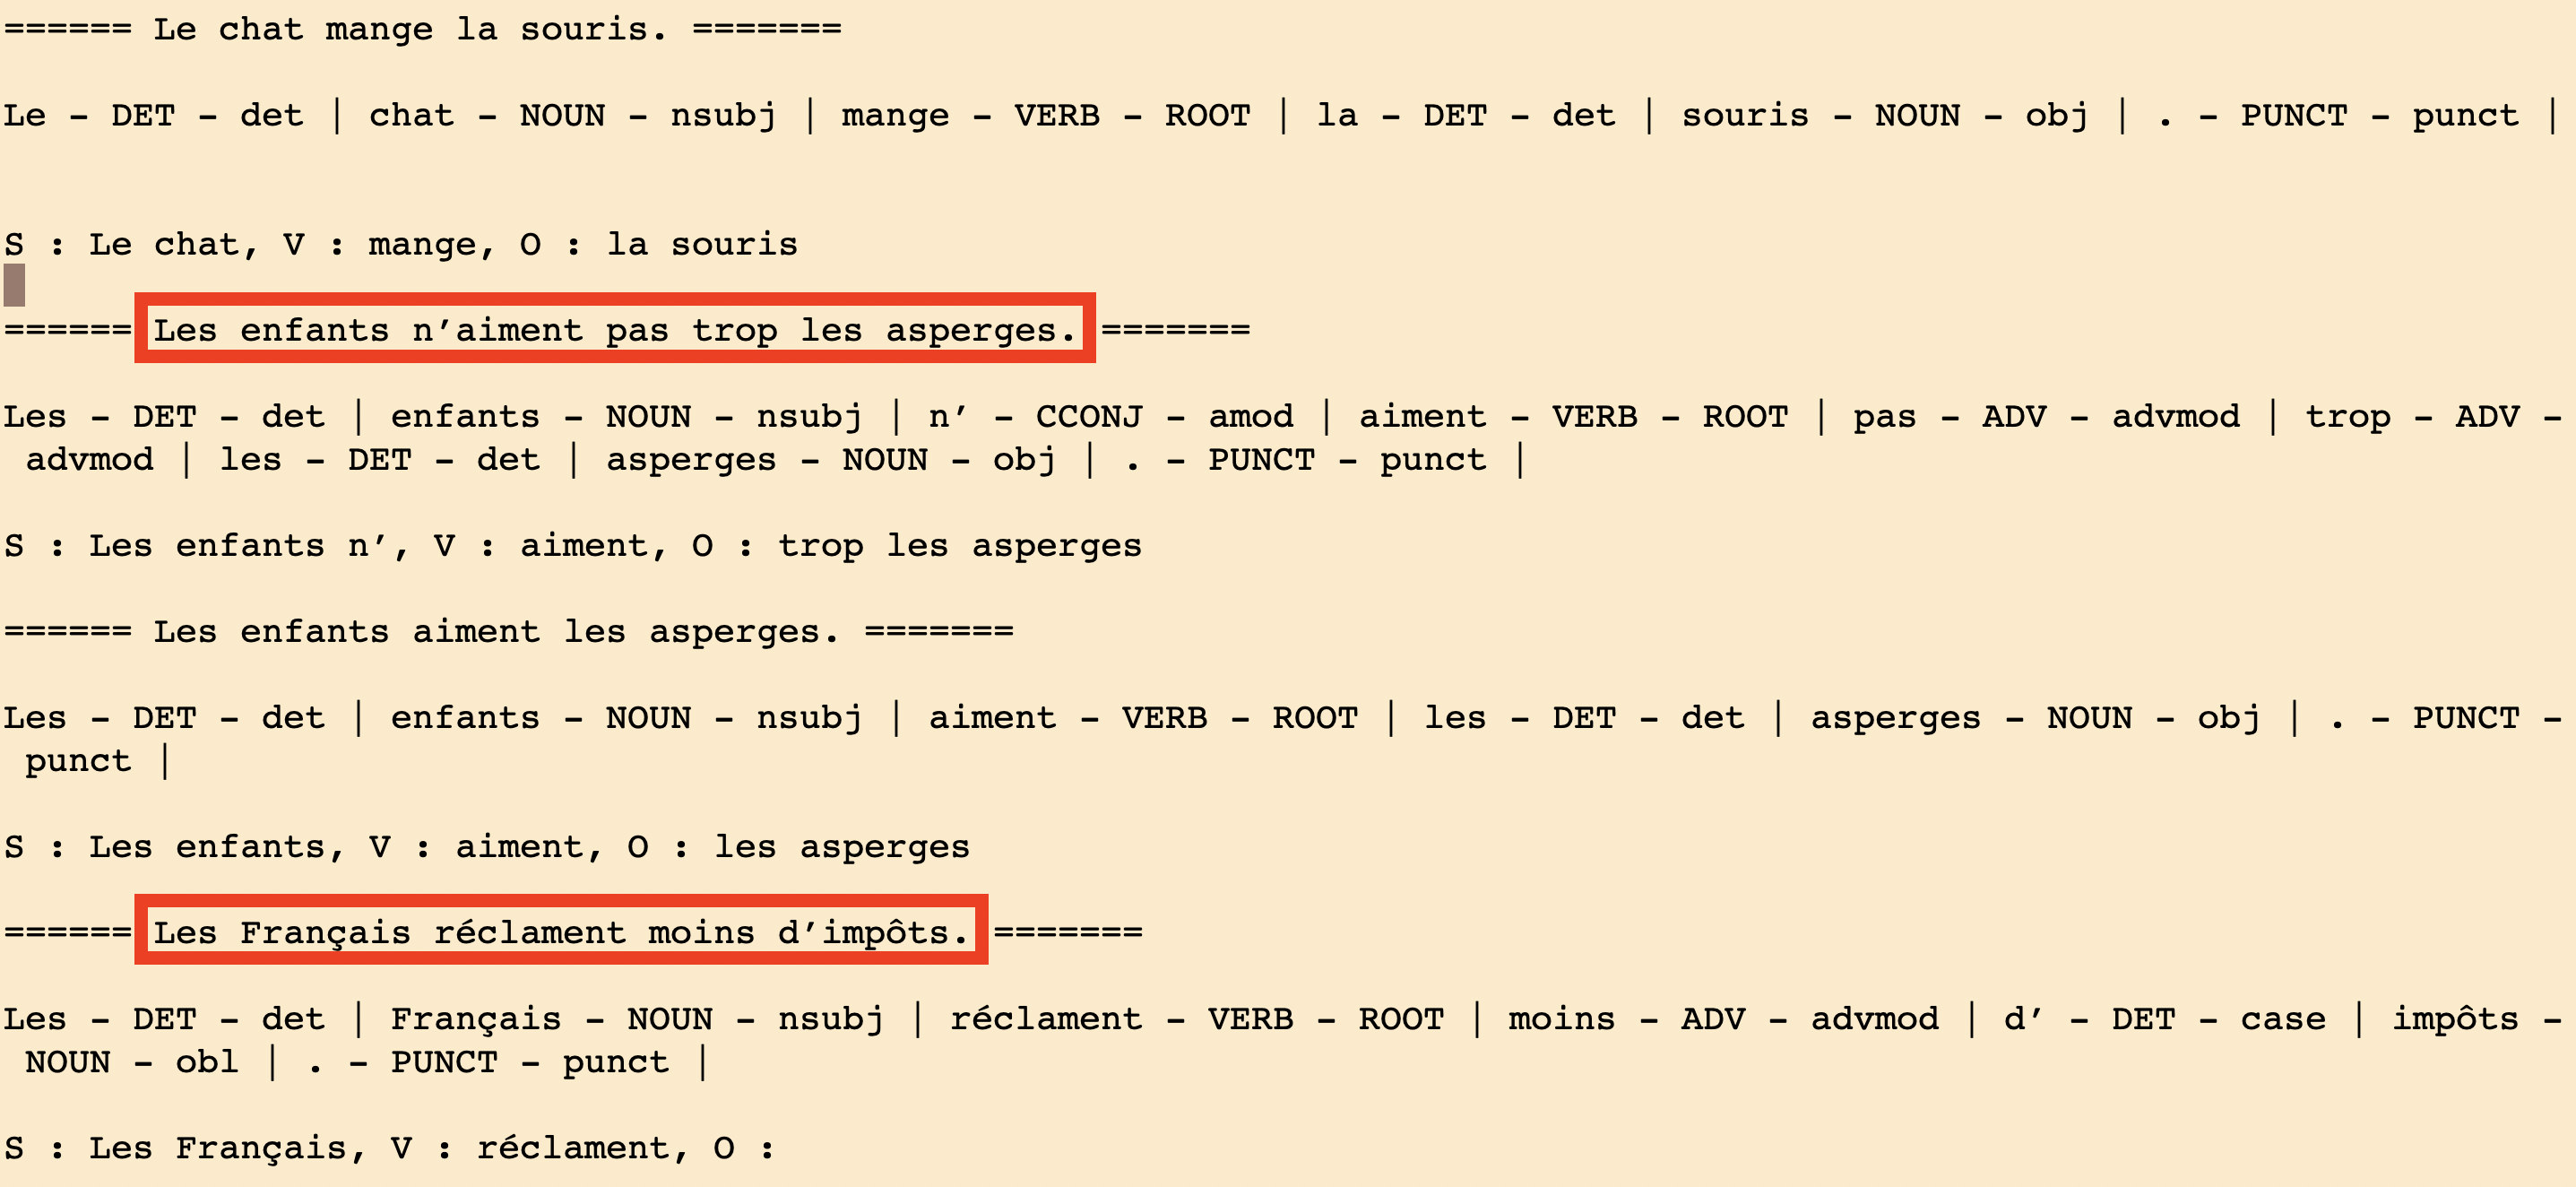 ====== Le chat mange la souris. =======
Le - DET - det | chat - NOUN - nsubj | mange - VERB - ROOT | la - DET - det | souris - NOUN - obj | . - PUNCT - punct |
S : Le chat, V : mange, O : la souris
====== Les enfants n’aiment pas trop les asperges. =======
Les - DET - det | enfants - NOUN - nsubj | n’ - CCONJ - amod | aiment - VERB - ROOT | pas - ADV - advmod | trop - ADV -
advmod | les - DET - det | asperges - NOUN - obj | . - PUNCT - punct |
S : Les enfants n’, V : aiment, O : trop les asperges
====== Les enfants aiment les asperges. =======
Les - DET - det | enfants - NOUN - nsubj | aiment - VERB - ROOT | les - DET - det | asperges - NOUN - obj | . - PUNCT -
punct |
S : Les enfants, V : aiment, O : les asperges
====== Les Français réclament moins d’impôts. =======
Les - DET - det | Français - NOUN - nsubj | réclament - VERB - ROOT | moins - ADV - advmod | d’ - DET - case | impôts -
NOUN - obl | . - PUNCT - punct |
S : Les Français, V : réclament, O :